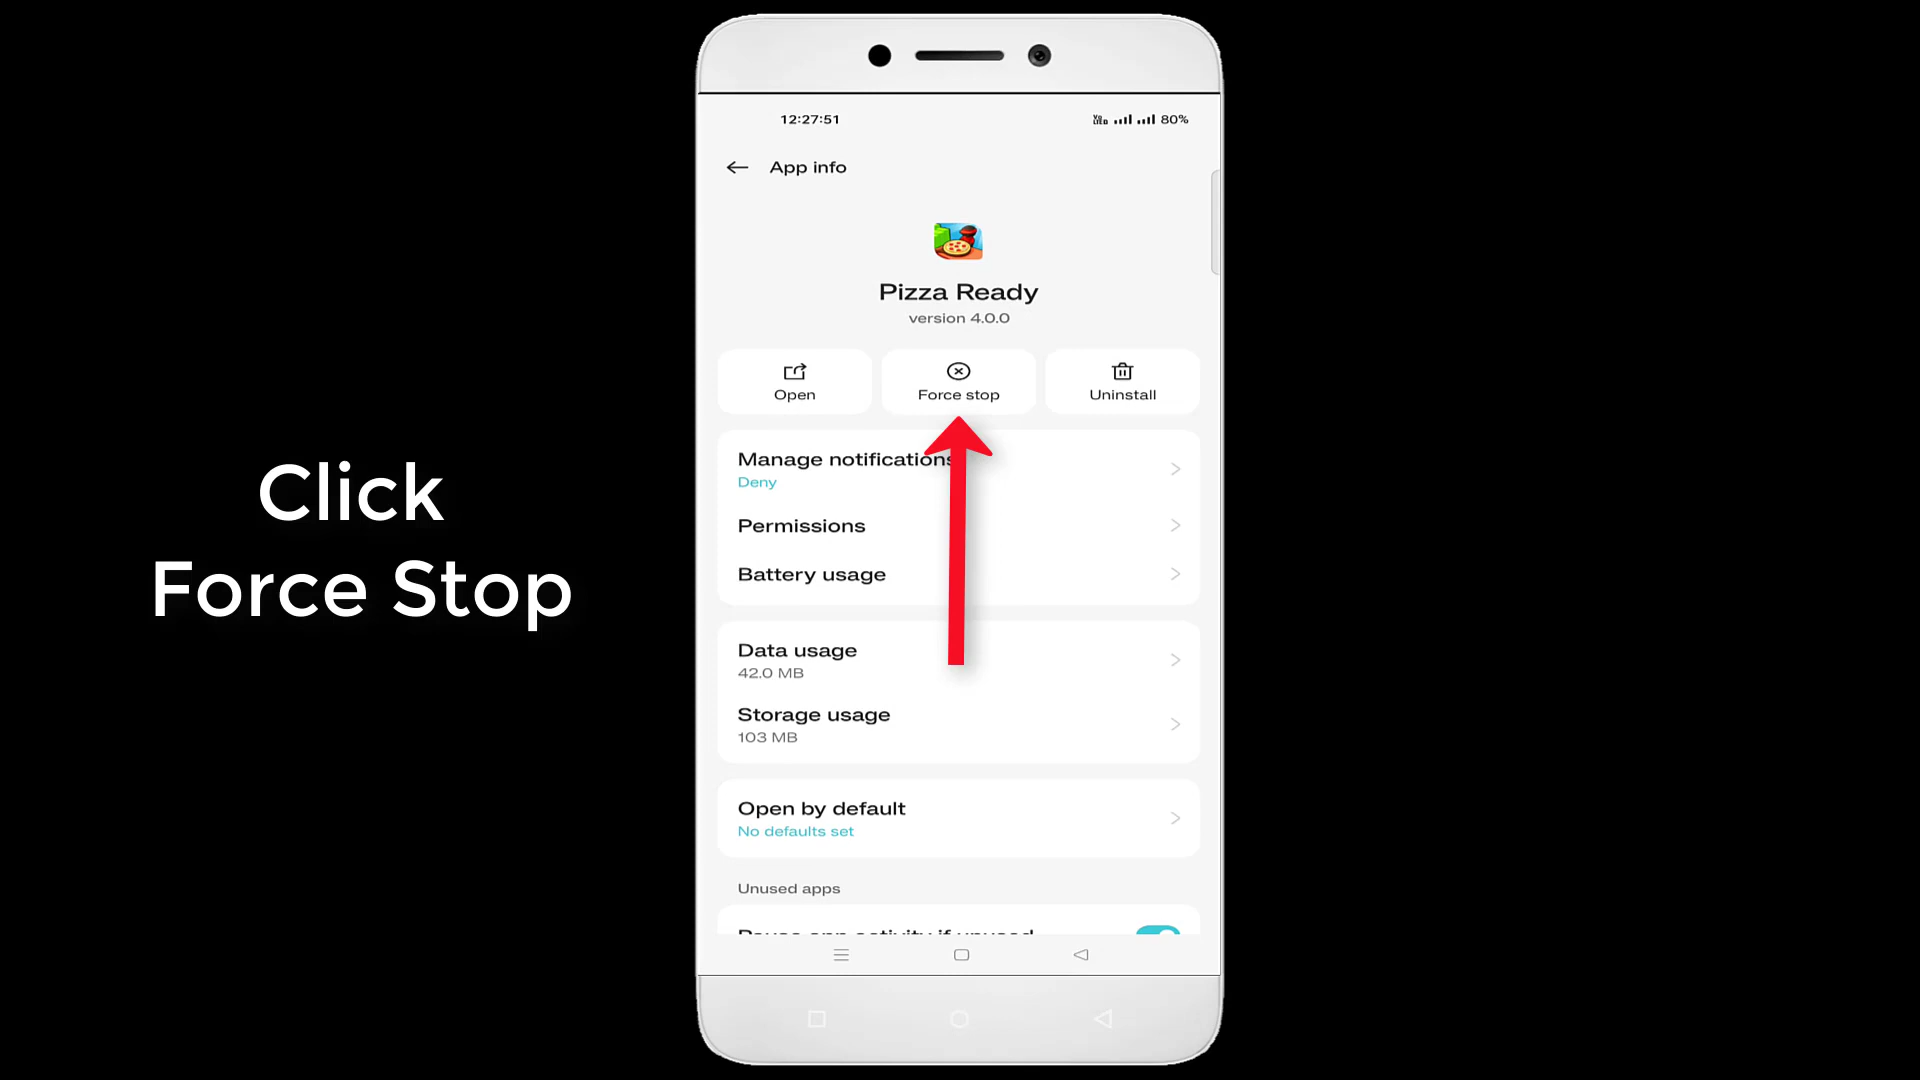 12:27:51
80%
App info
Pizza Ready
version 4.0.0
Open
Force stop
Uninstall
Manage notifications
Deny
Permissions
Battery usage
Data usage
42.0 MB
Storage usage
103 MB
Open by default
No defaults set
Unused apps
Pause app activity if unused
Click
Force Stop